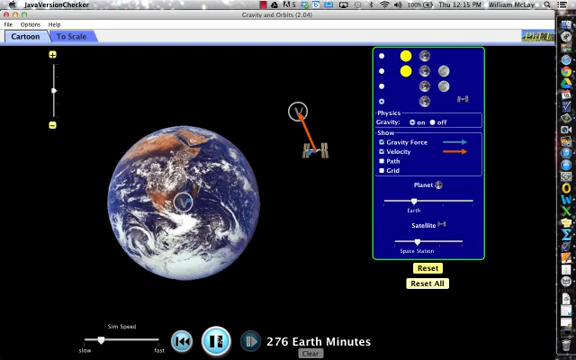 JavaVersionChecker
100%
Thu 12:15 PM
William McLay
Gravity and Orbits (2.04)
File Options Help
Cartoon
To Scale
Physics
Gravity: on off
Show
Gravity Force
Velocity
Path
Grid
Planet
Earth
Satellite
Space Station
Reset
Reset All
V
V
Sim Speed
slow
fast
276 Earth Minutes
Clear